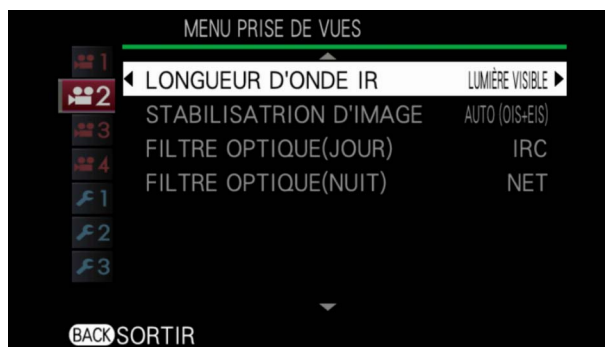 MENU PRISE DE VUES
1
2
3
4
1
2
3
LONGUEUR D'ONDE IR LUMIÈRE VISIBLE
STABILISATRION D'IMAGE AUTO (OIS+EIS)
FILTRE OPTIQUE(JOUR) IRC
FILTRE OPTIQUE(NUIT) NET
BACK SORTIR